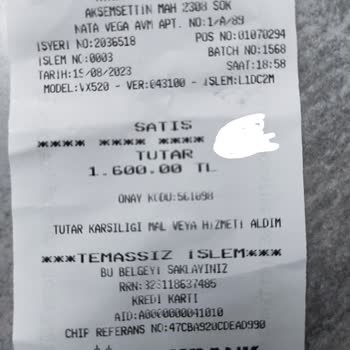 AKSEMSETTIN MAH 2308 SOK
NATA VEGA AVM APT. NO:1/A/89
ISYERI NO:2036518 POS NO:01070294
ISLEM NO:0003 BATCH NO:1568
TARIH:19/08/2023 SAAT:18:58
MODEL:VX520 - VER:043100 - ISLEM:L1DC2M
SATIS
**** **** ****
TUTAR
1.600.00 TL
ONAY KODU:561098
TUTAR KARSILIGI MAL VEYA HIZMETI ALDIM
***TEMASSIZ ISLEM***
BU BELGEYI SAKLAYINIZ
RRN:323118637485
KREDI KARTI
AID:A0000000041010
CHIP REFERANS NO:47CBA920CDEAD990